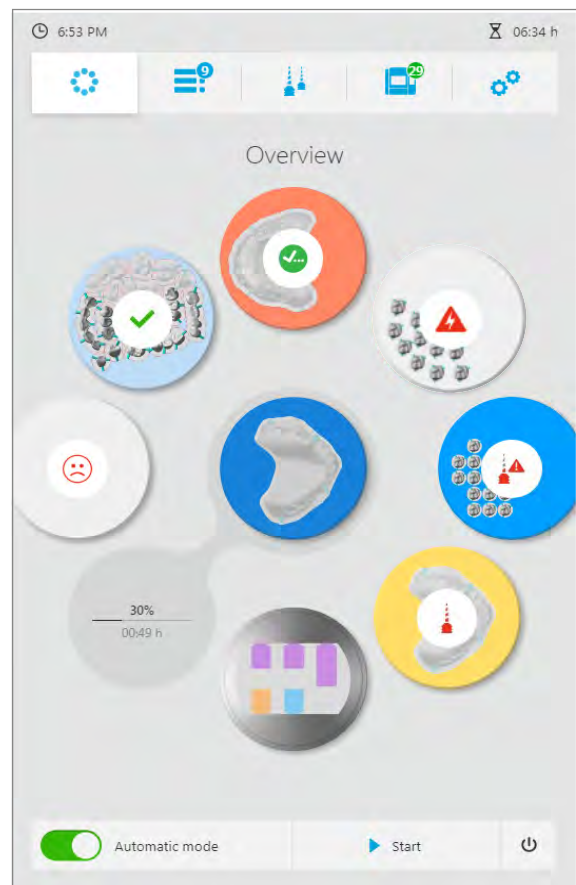 6:53 PM
06:34 h
9
29
Overview
30%
00:49 h
Automatic mode
Start